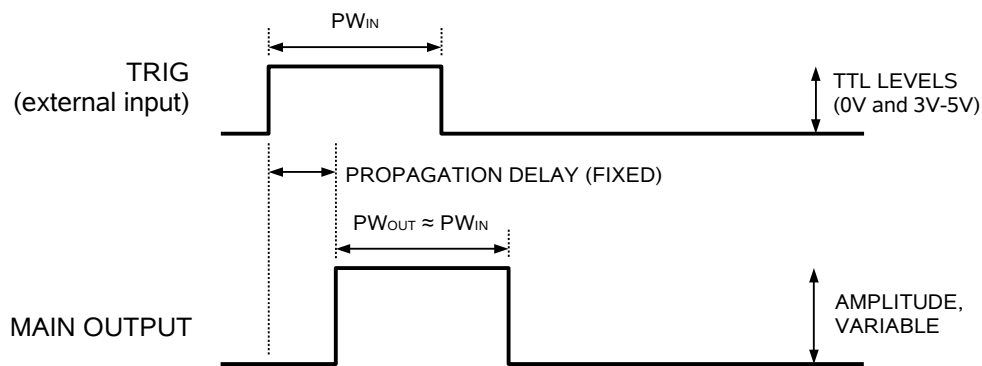 PWIN
TRIG
(external input)
TTL LEVELS
(0V and 3V-5V)
PROPAGATION DELAY (FIXED)
PWOUT ≈ PWIN
MAIN OUTPUT
AMPLITUDE,
VARIABLE